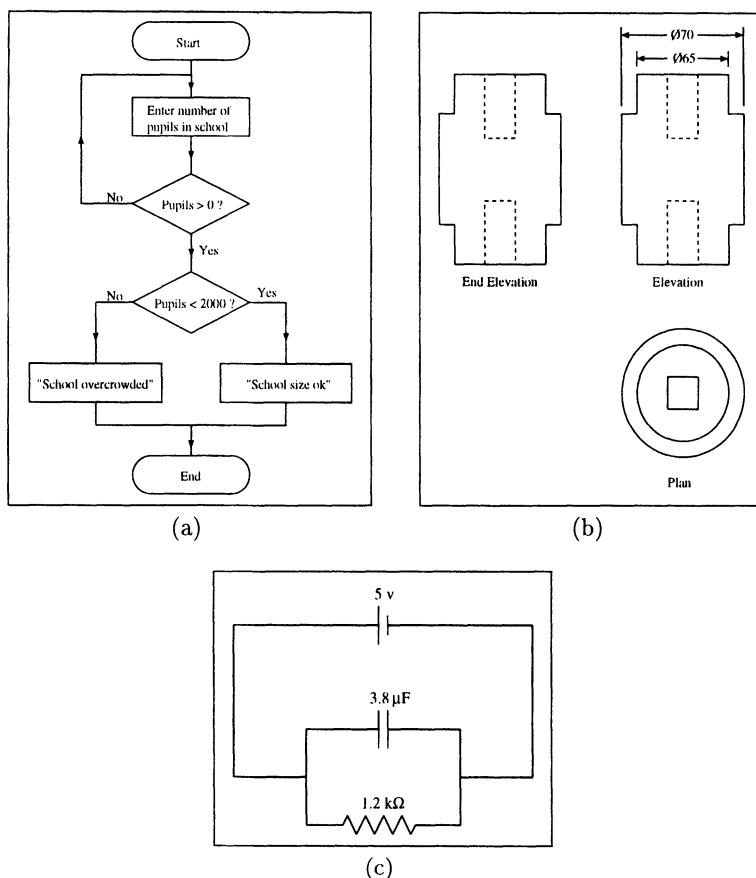 Start
Enter number of
pupils in school
No
Pupils > 0 ?
Yes
No
Pupils < 2000 ?
Yes
"School overcrowded"
"School size ok"
End
(a)
Ø70
Ø65
End Elevation
Elevation
Plan
(b)
5 v
3.8 μF
1.2 kΩ
(c)